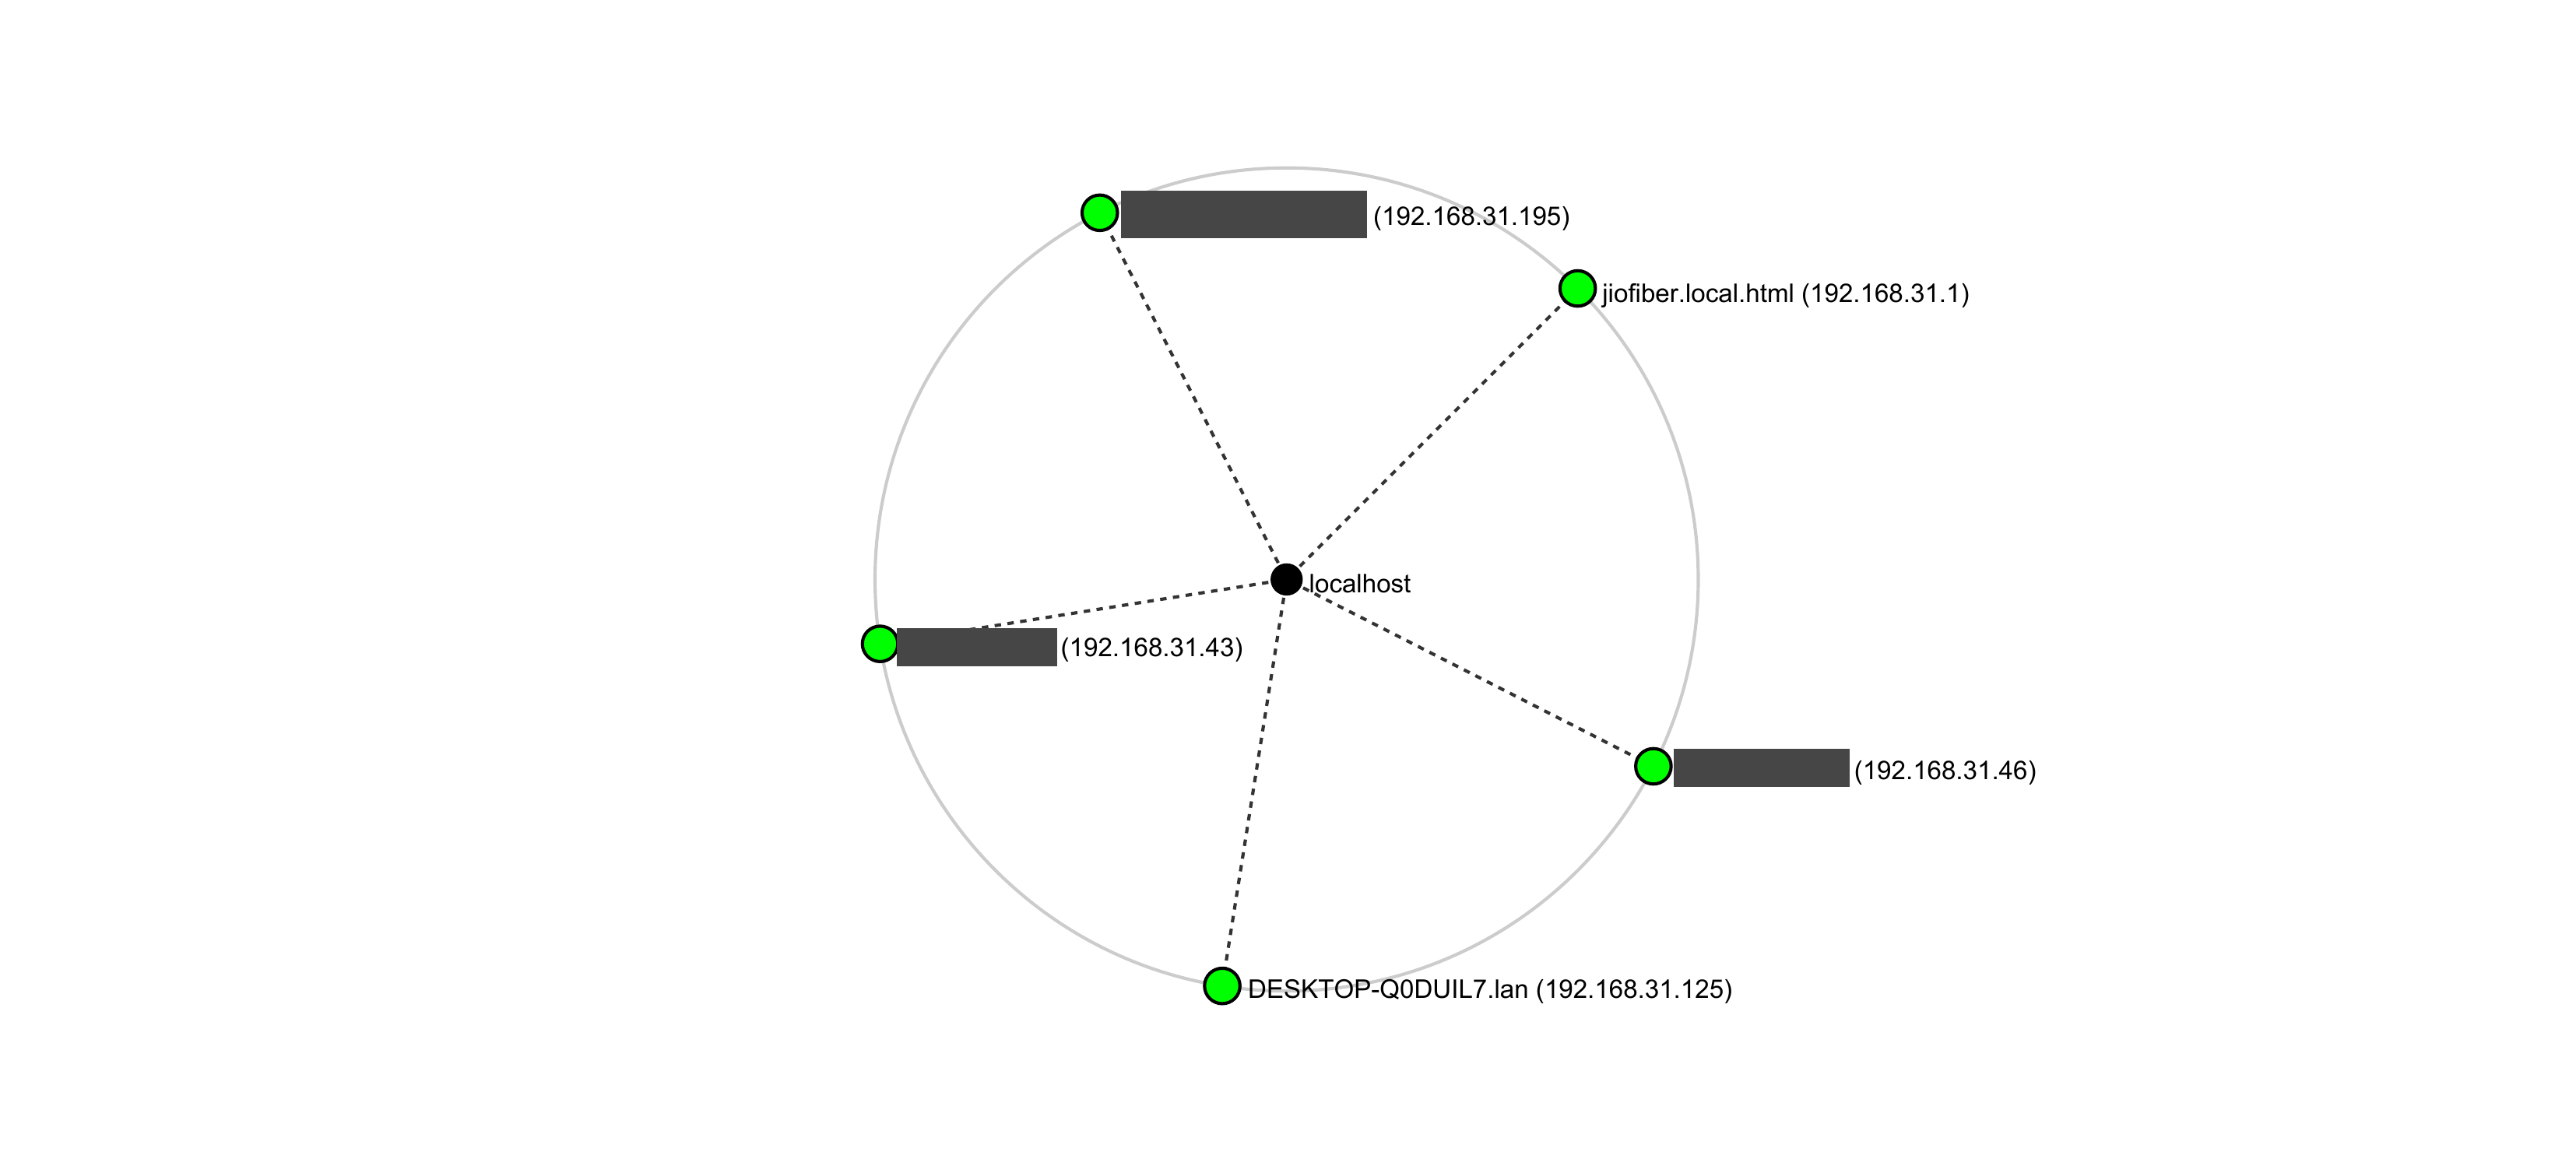 (192.168.31.195)
jiofiber.local.html (192.168.31.1)
localhost
(192.168.31.43)
(192.168.31.46)
DESKTOP-Q0DUIL7.lan (192.168.31.125)